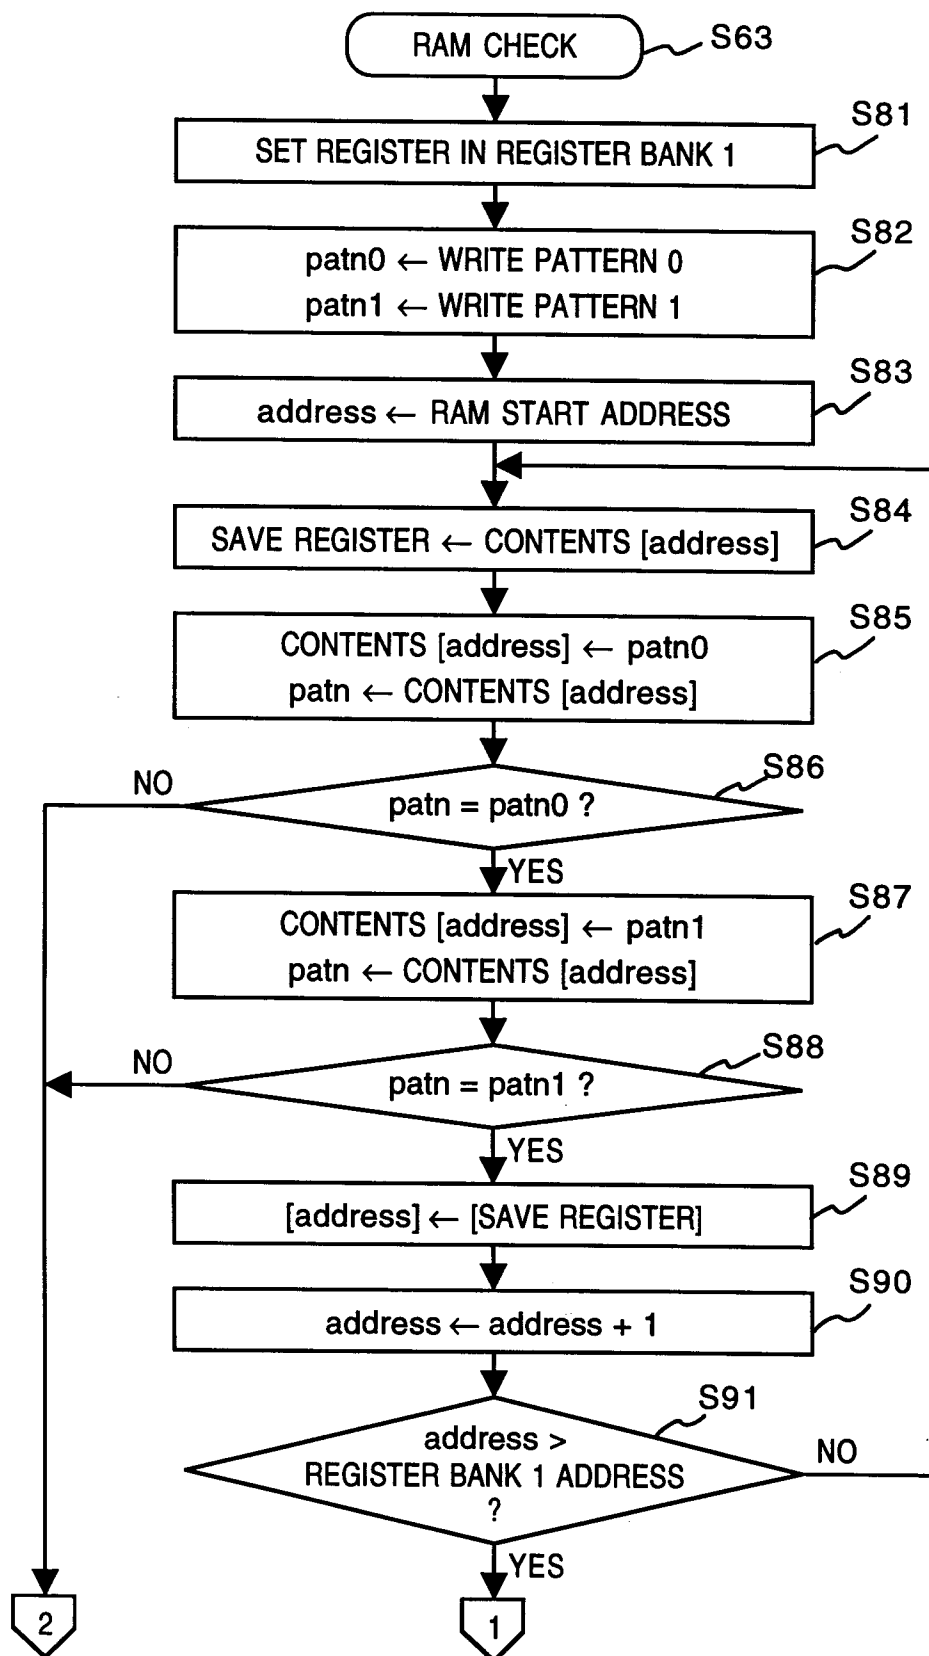 RAM CHECK
S63
S81
SET REGISTER IN REGISTER BANK 1
S82
patn0 ← WRITE PATTERN 0
patn1 ← WRITE PATTERN 1
S83
address ← RAM START ADDRESS
S84
SAVE REGISTER ← CONTENTS [address]
S85
CONTENTS [address] ← patn0
patn ← CONTENTS [address]
S86
NO
patn = patn0 ?
YES
S87
CONTENTS [address] ← patn1
patn ← CONTENTS [address]
S88
NO
patn = patn1 ?
YES
S89
[address] ← [SAVE REGISTER]
S90
address ← address + 1
S91
address >
REGISTER BANK 1 ADDRESS
?
NO
YES
2
1